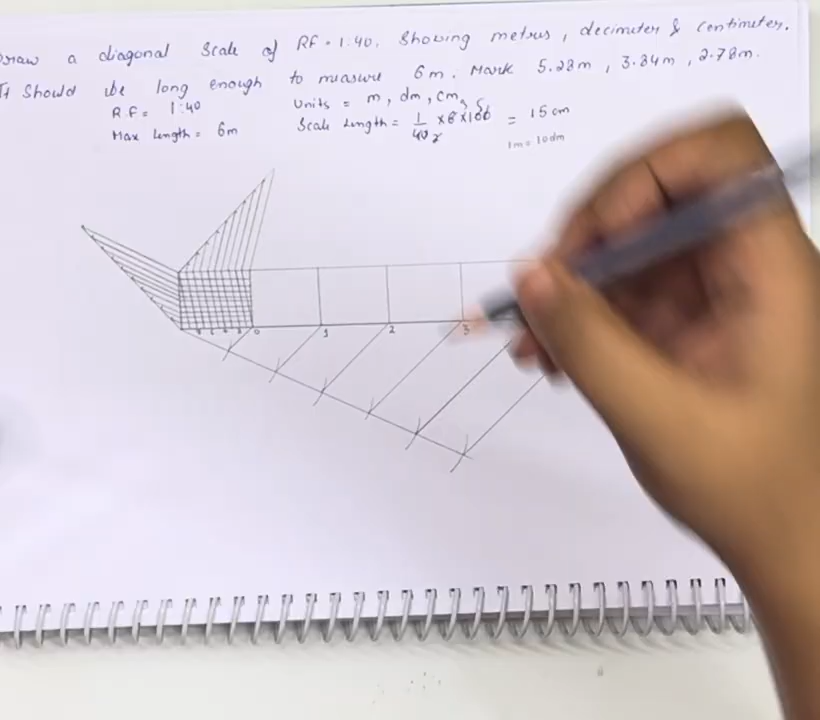 Draw a diagonal Scale of RF = 1:40, Showing metres, decimeter & Centimeter.
It Should be long enough to measure 6m. Mark 5.28m, 3.84m, 2.78m.
R.F = 1:40
Units = m, dm, cm
Max Length = 6m
Scale Length = 1/40 × 6 × 100 = 15 cm
1m = 10dm
0 1 2 3